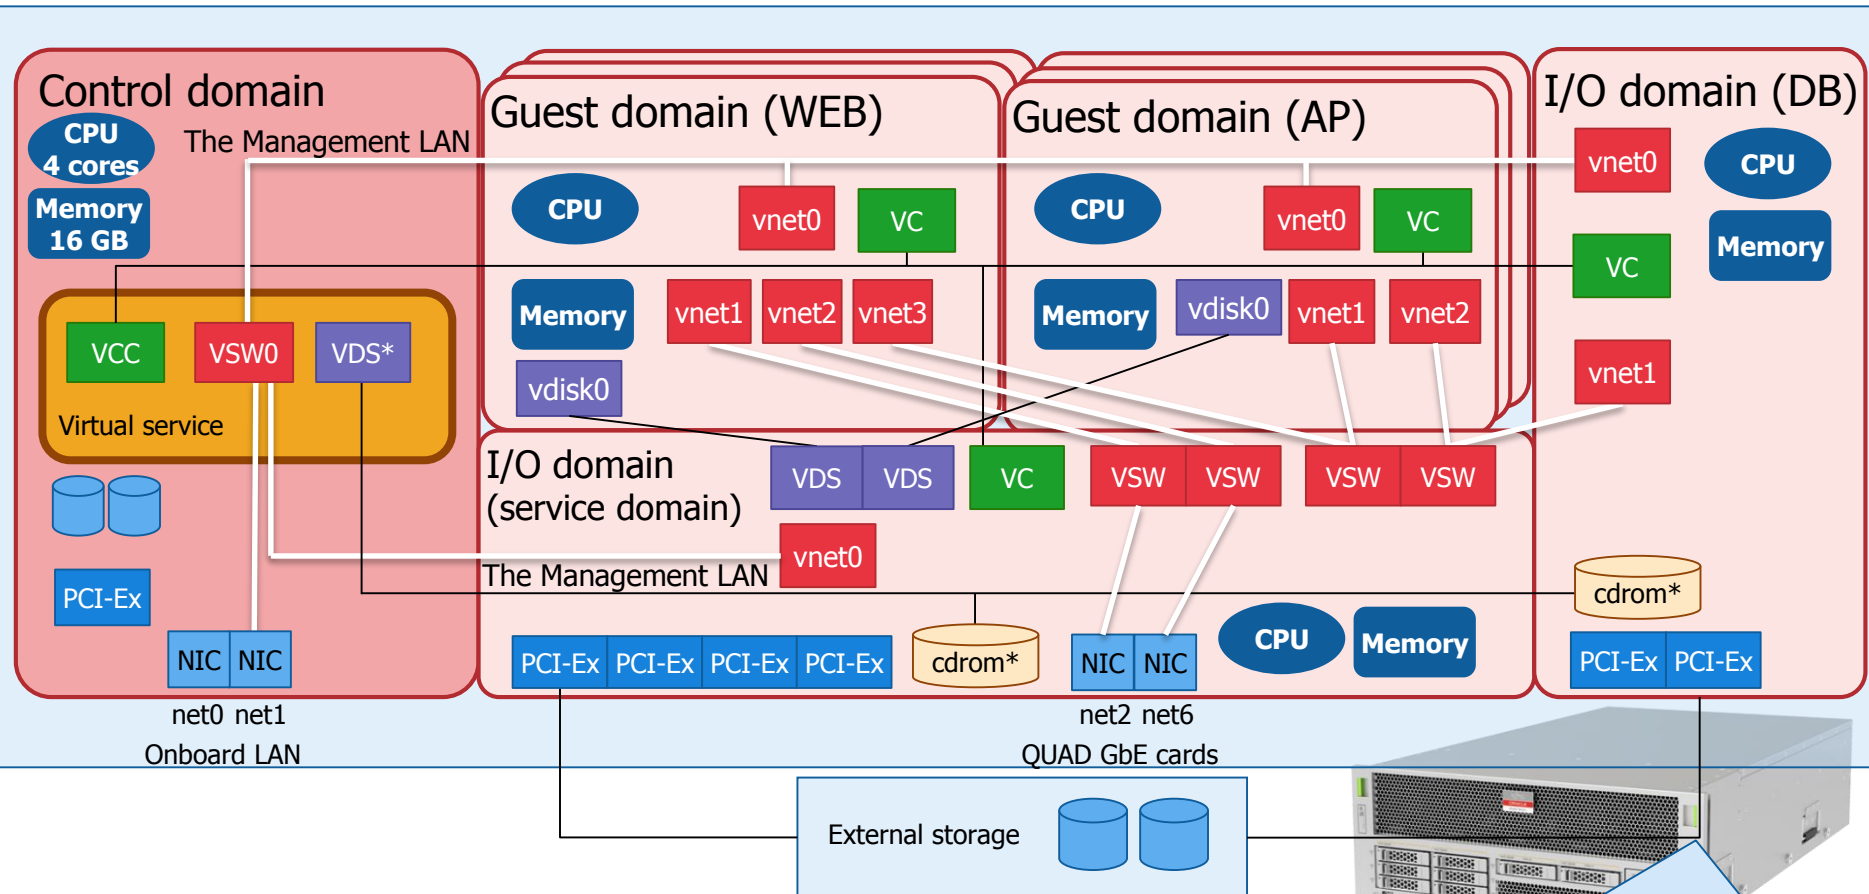 Control domain
CPU
4 cores
Memory
16 GB
The Management LAN
VCC
VSW0
VDS*
Virtual service
PCI-Ex
NIC
NIC
net0
net1
Onboard LAN
Guest domain (WEB)
CPU
vnet0
VC
Memory
vnet1
vnet2
vnet3
vdisk0
Guest domain (AP)
CPU
vnet0
VC
Memory
vdisk0
vnet1
vnet2
I/O domain (DB)
vnet0
CPU
VC
Memory
vnet1
cdrom*
PCI-Ex
PCI-Ex
I/O domain
(service domain)
VDS
VDS
VC
VSW
VSW
VSW
VSW
vnet0
The Management LAN
PCI-Ex
PCI-Ex
PCI-Ex
PCI-Ex
cdrom*
NIC
NIC
CPU
Memory
net2
net6
QUAD GbE cards
External storage